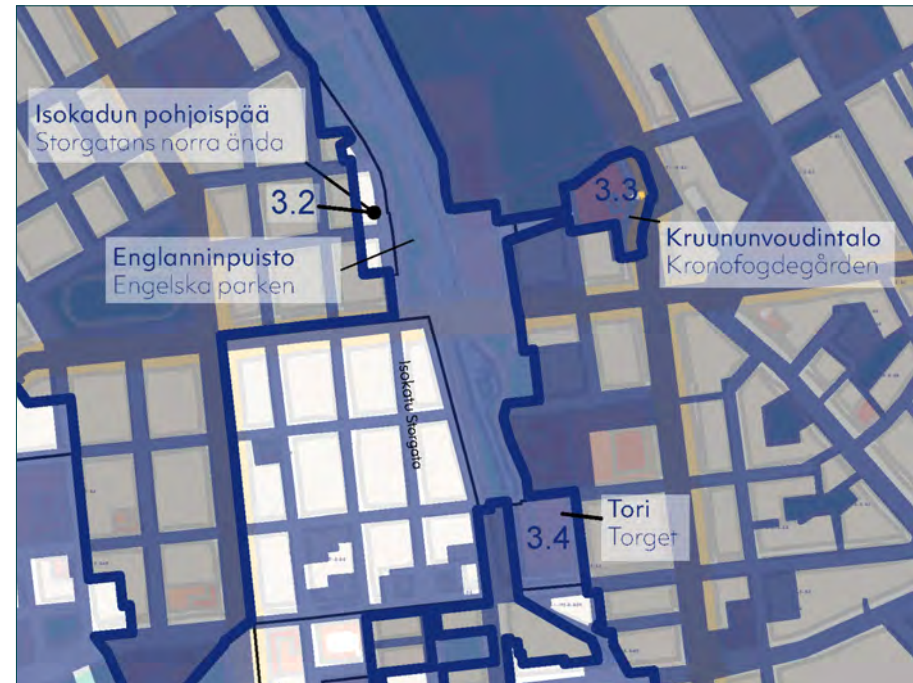 Isokadun pohjoispää
Storgatans norra ända
3.2
3.3
Englanninpuisto
Engelska parken
Kruununvoudintalo
Kronofogdegården
Isokatu Storgata
Tori
Torget
3.4